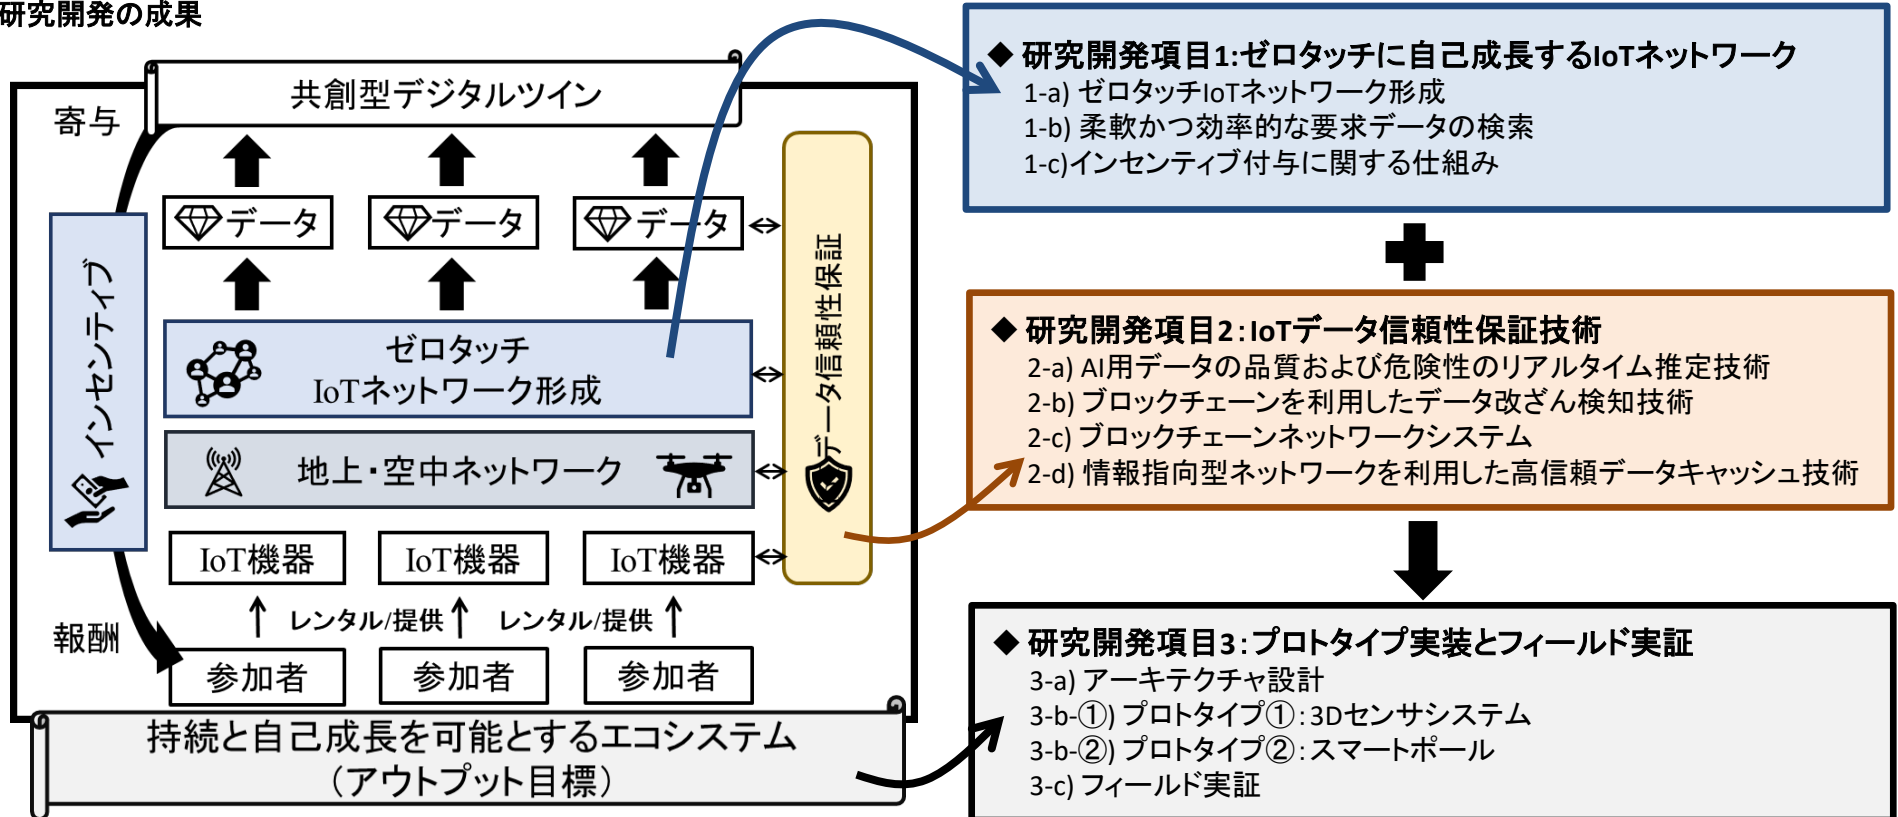 研究開発の成果
共創型デジタルツイン
寄与
データ
データ
データ
インセンティブ
データ信頼性保証
ゼロタッチ
IoTネットワーク形成
地上・空中ネットワーク
IoT機器
IoT機器
IoT機器
レンタル/提供
レンタル/提供
報酬
参加者
参加者
参加者
持続と自己成長を可能とするエコシステム
(アウトプット目標)
◆ 研究開発項目1:ゼロタッチに自己成長するIoTネットワーク
1-a) ゼロタッチIoTネットワーク形成
1-b) 柔軟かつ効率的な要求データの検索
1-c)インセンティブ付与に関する仕組み
◆ 研究開発項目2:IoTデータ信頼性保証技術
2-a) AI用データの品質および危険性のリアルタイム推定技術
2-b) ブロックチェーンを利用したデータ改ざん検知技術
2-c) ブロックチェーンネットワークシステム
2-d) 情報指向型ネットワークを利用した高信頼データキャッシュ技術
◆ 研究開発項目3:プロトタイプ実装とフィールド実証
3-a) アーキテクチャ設計
3-b-①) プロトタイプ①:3Dセンサシステム
3-b-②) プロトタイプ②:スマートポール
3-c) フィールド実証